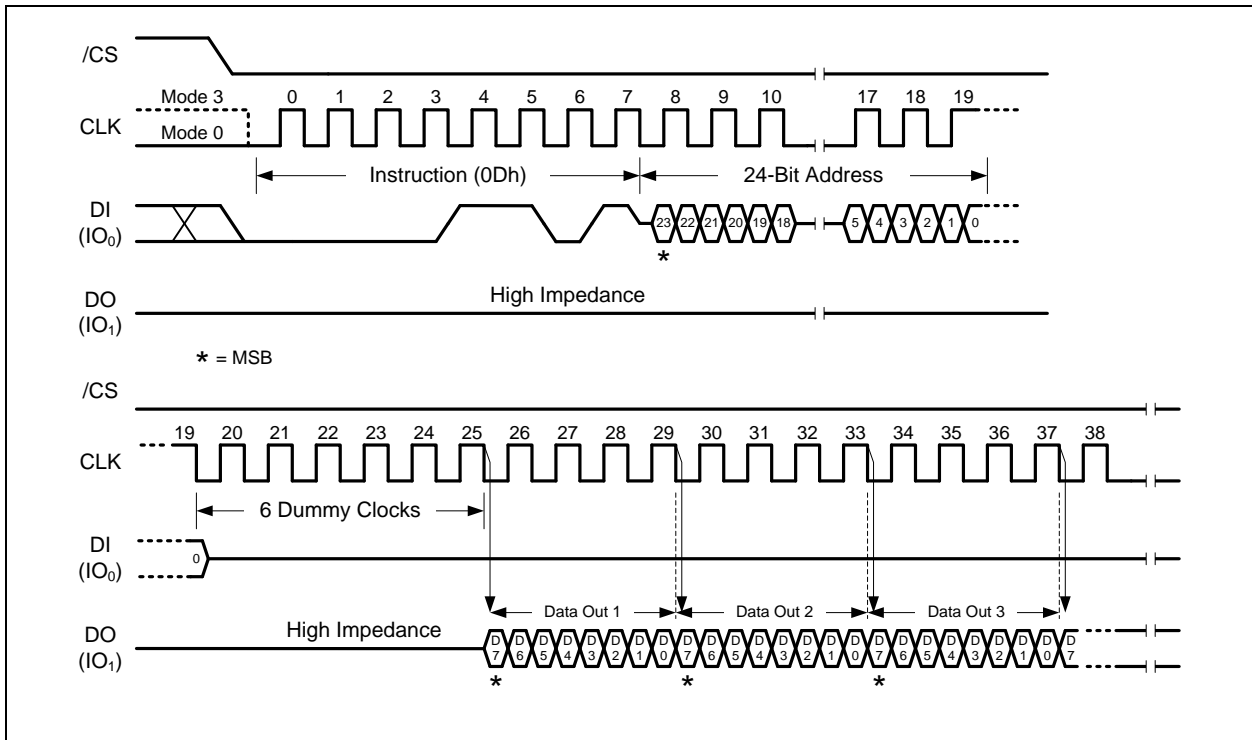 /CS
Mode 3 0 1 2 3 4 5 6 7 8 9 10 17 18 19
CLK
Mode 0
Instruction (0Dh) 24-Bit Address
DI
(IO₀) 23 22 21 20 19 18 5 4 3 2 1 0
*
High Impedance
DO
(IO₁)
* = MSB
/CS
19 20 21 22 23 24 25 26 27 28 29 30 31 32 33 34 35 36 37 38
CLK
6 Dummy Clocks
DI
(IO₀) 0
Data Out 1 Data Out 2 Data Out 3
DO
(IO₁) High Impedance D7 D6 D5 D4 D3 D2 D1 D0 D7 D6 D5 D4 D3 D2 D1 D0 D7 D6 D5 D4 D3 D2 D1 D0 D7
* * *